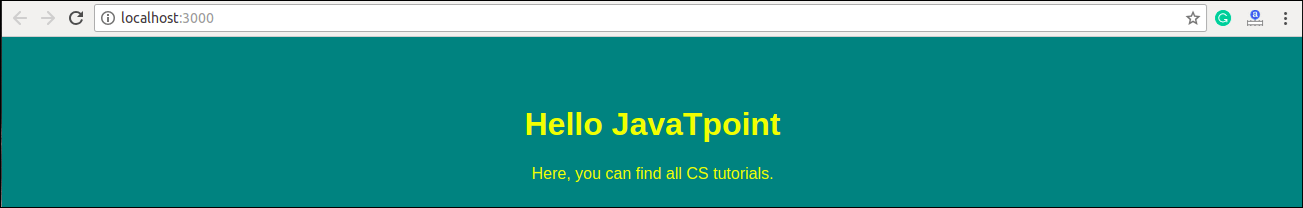 localhost:3000
Hello JavaTpoint
Here, you can find all CS tutorials.